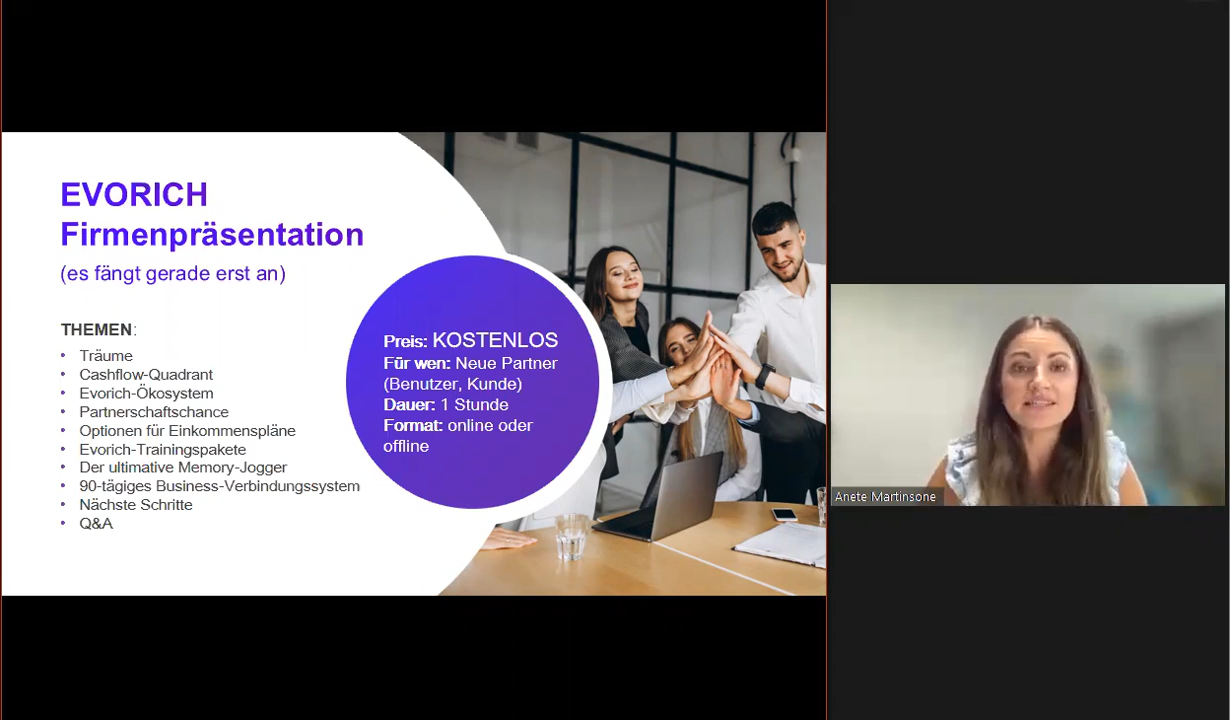 EVORICH
Firmenpräsentation
(es fängt gerade erst an)
THEMEN:
• Träume
• Cashflow-Quadrant
• Evorich-Ökosystem
• Partnerschaftschance
• Optionen für Einkommenspläne
• Evorich-Trainingspakete
• Der ultimative Memory-Jogger
• 90-tägiges Business-Verbindungssystem
• Nächste Schritte
• Q&A
Preis: KOSTENLOS
Für wen: Neue Partner
(Benutzer, Kunde)
Dauer: 1 Stunde
Format: online oder
offline
Anete Martinsone